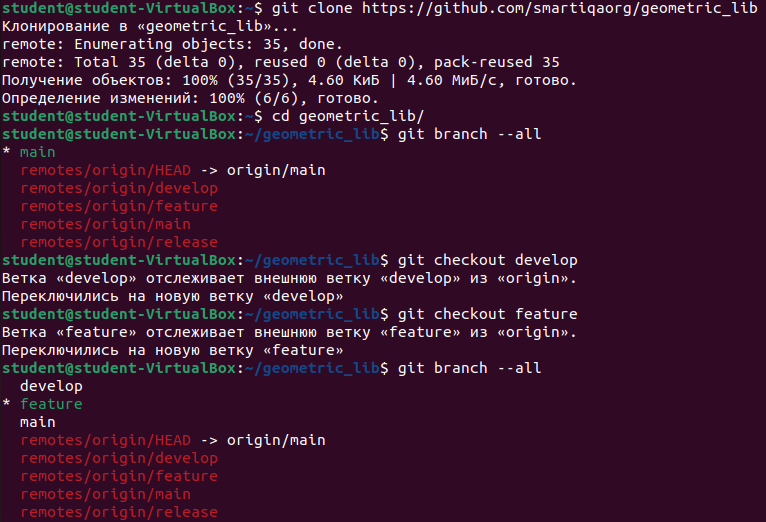 student@student-VirtualBox:~$ git clone https://github.com/smartiqaorg/geometric_lib
Клонирование в «geometric_lib»...
remote: Enumerating objects: 35, done.
remote: Total 35 (delta 0), reused 0 (delta 0), pack-reused 35
Получение объектов: 100% (35/35), 4.60 КиБ | 4.60 МиБ/с, готово.
Определение изменений: 100% (6/6), готово.
student@student-VirtualBox:~$ cd geometric_lib/
student@student-VirtualBox:~/geometric_lib$ git branch --all
* main
  remotes/origin/HEAD -> origin/main
  remotes/origin/develop
  remotes/origin/feature
  remotes/origin/main
  remotes/origin/release
student@student-VirtualBox:~/geometric_lib$ git checkout develop
Ветка «develop» отслеживает внешнюю ветку «develop» из «origin».
Переключились на новую ветку «develop»
student@student-VirtualBox:~/geometric_lib$ git checkout feature
Ветка «feature» отслеживает внешнюю ветку «feature» из «origin».
Переключились на новую ветку «feature»
student@student-VirtualBox:~/geometric_lib$ git branch --all
  develop
* feature
  main
  remotes/origin/HEAD -> origin/main
  remotes/origin/develop
  remotes/origin/feature
  remotes/origin/main
  remotes/origin/release